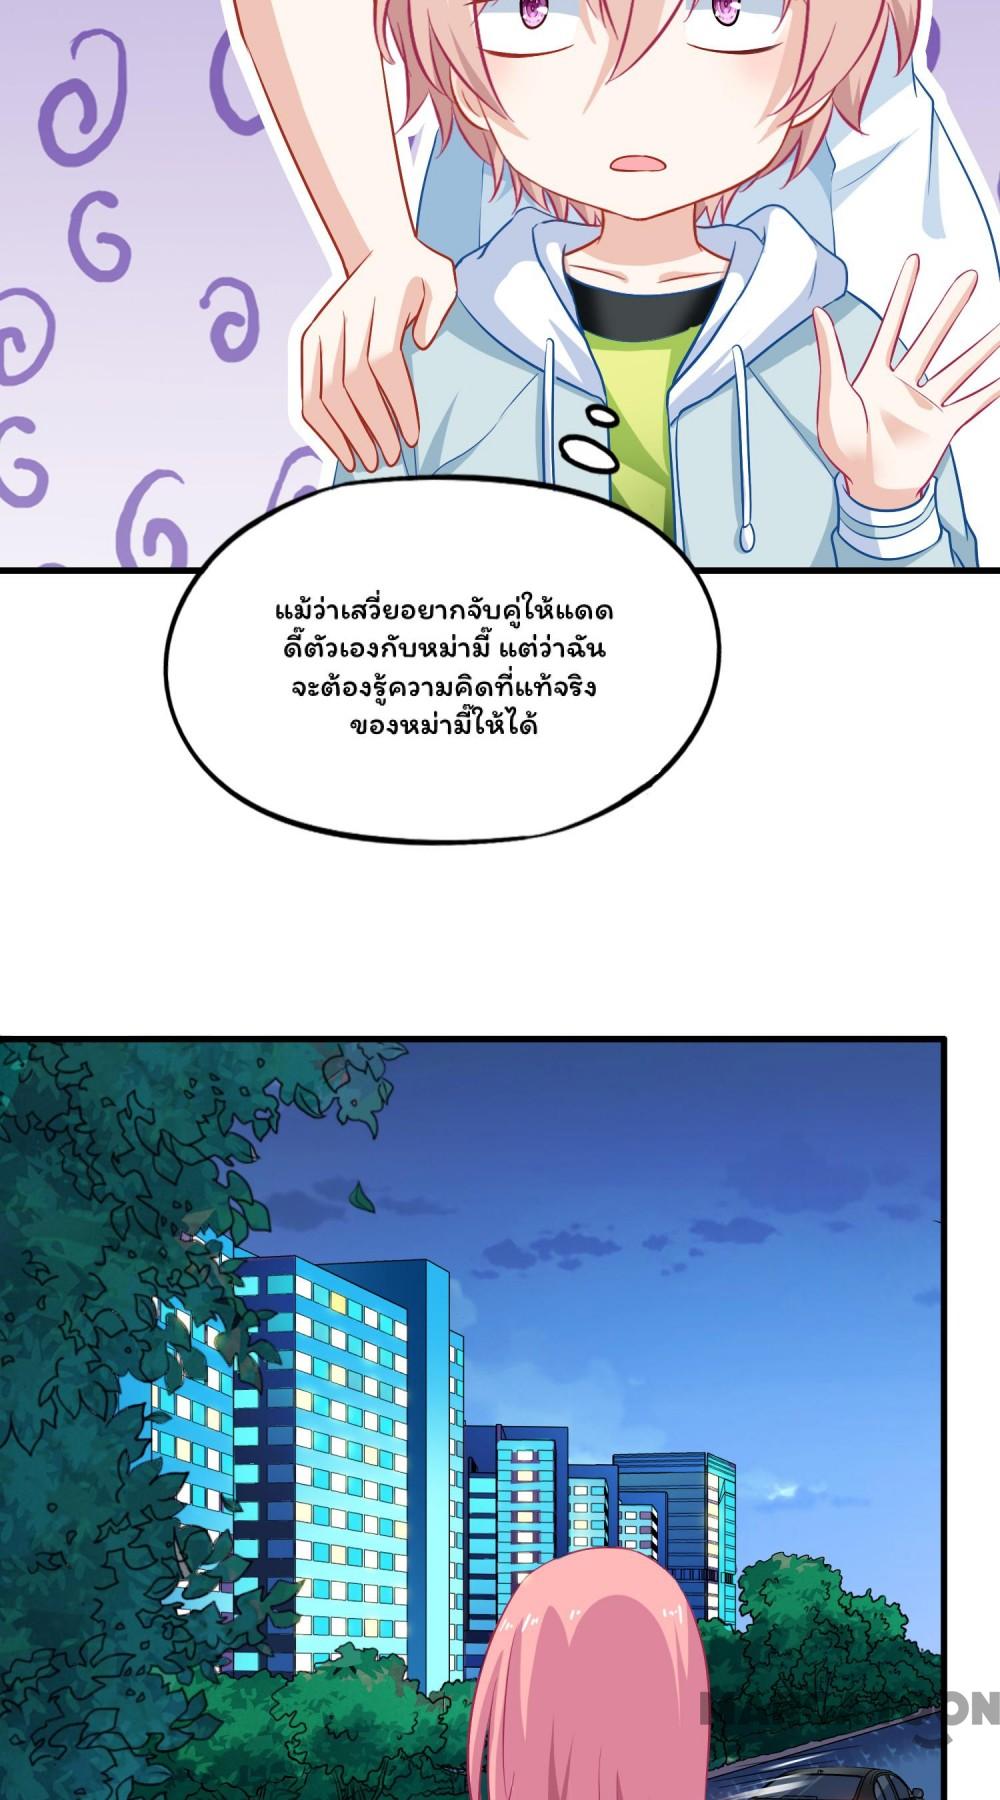 แม้ว่าเสวี่ยอยากจับคู่ให้แดด
ดี๊ตัวเองกับหม่ามี๊ แต่ว่าฉัน
จะต้องรู้ความคิดที่แท้จริง
ของหม่ามี๊ให้ได้